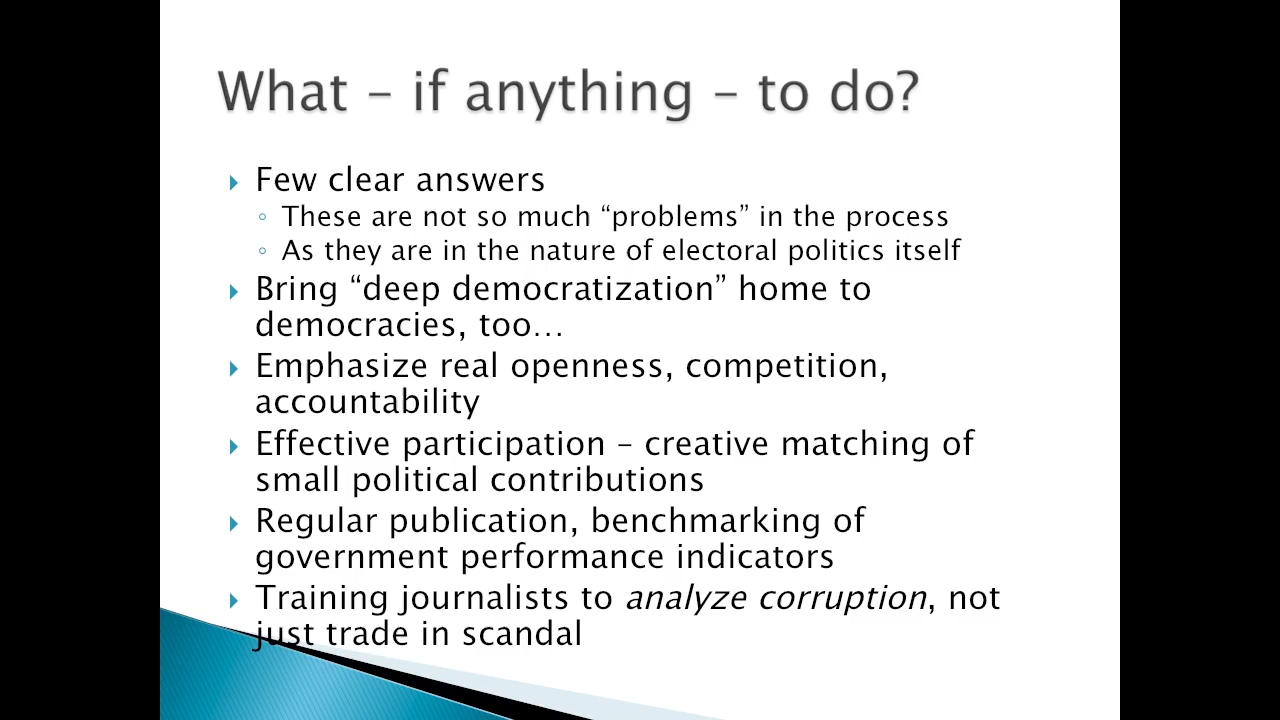 What – if anything – to do?
Few clear answers
These are not so much “problems” in the process
As they are in the nature of electoral politics itself
Bring “deep democratization” home to
democracies, too…
Emphasize real openness, competition,
accountability
Effective participation – creative matching of
small political contributions
Regular publication, benchmarking of
government performance indicators
Training journalists to analyze corruption, not
just trade in scandal